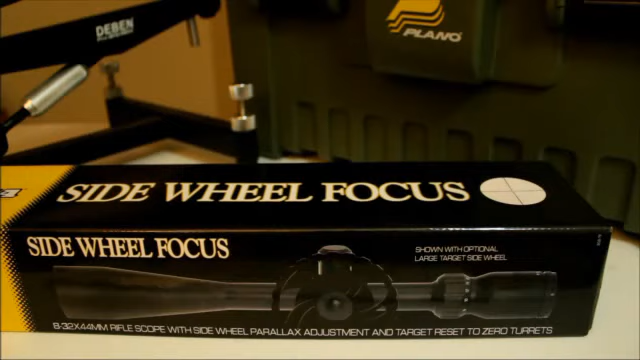 DEBEN
PLANO
SIDE WHEEL FOCUS
SIDE WHEEL FOCUS
SHOWN WITH OPTIONAL
LARGE TARGET SIDE WHEEL
8-32X44MM RIFLE SCOPE WITH SIDE WHEEL PARALLAX ADJUSTMENT AND TARGET RESET TO ZERO TURRETS